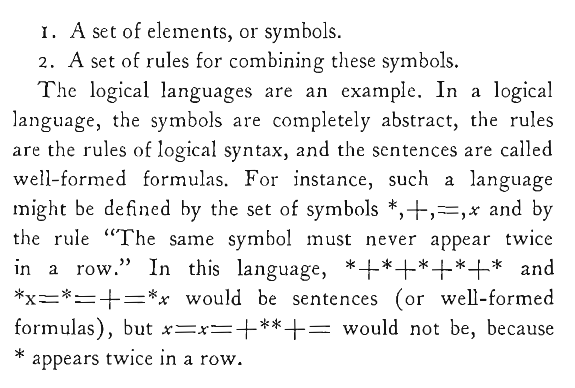 1. A set of elements, or symbols.
2. A set of rules for combining these symbols.
The logical languages are an example. In a logical
language, the symbols are completely abstract, the rules
are the rules of logical syntax, and the sentences are called
well-formed formulas. For instance, such a language
might be defined by the set of symbols *,+,=,x and by
the rule “The same symbol must never appear twice
in a row.” In this language, *+*+*+*+* and
*x=*=+=*x would be sentences (or well-formed
formulas), but x=x=+**+= would not be, because
* appears twice in a row.